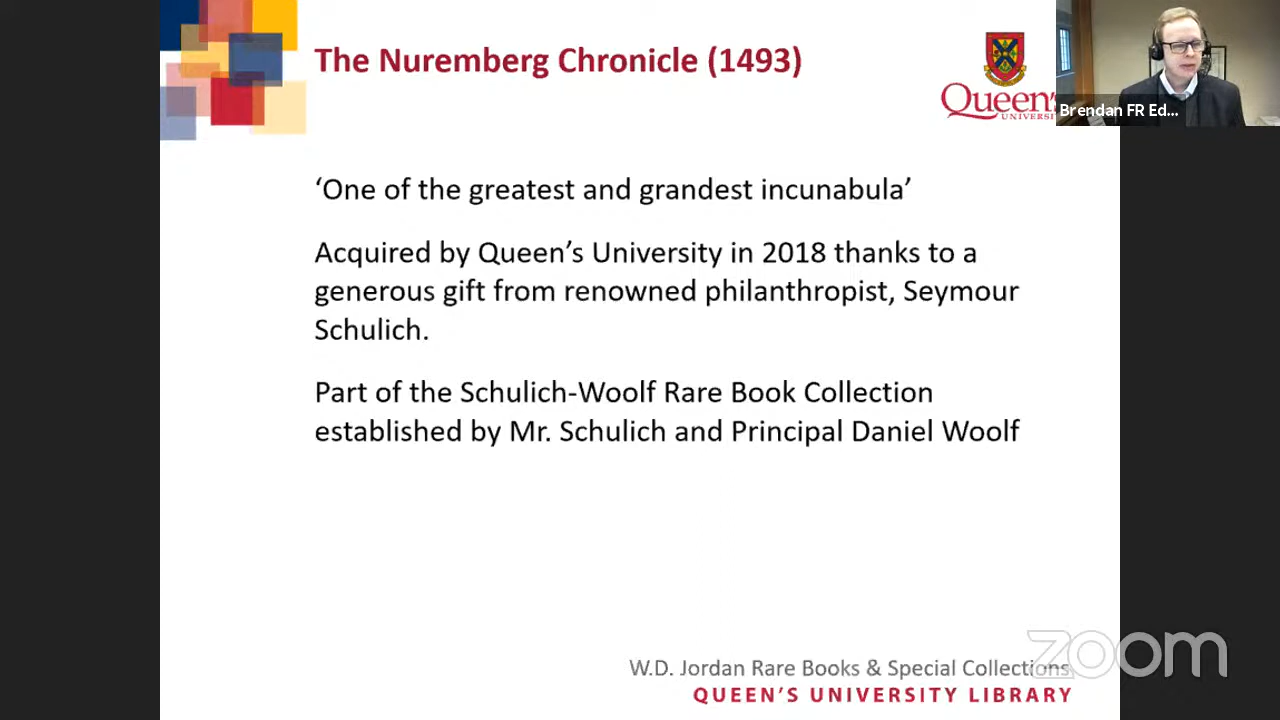 The Nuremberg Chronicle (1493)
Queen's
UNIVERSITY
Brendan FR Ed...
‘One of the greatest and grandest incunabula’
Acquired by Queen’s University in 2018 thanks to a
generous gift from renowned philanthropist, Seymour
Schulich.
Part of the Schulich-Woolf Rare Book Collection
established by Mr. Schulich and Principal Daniel Woolf
zoom
W.D. Jordan Rare Books & Special Collections
QUEEN’S UNIVERSITY LIBRARY